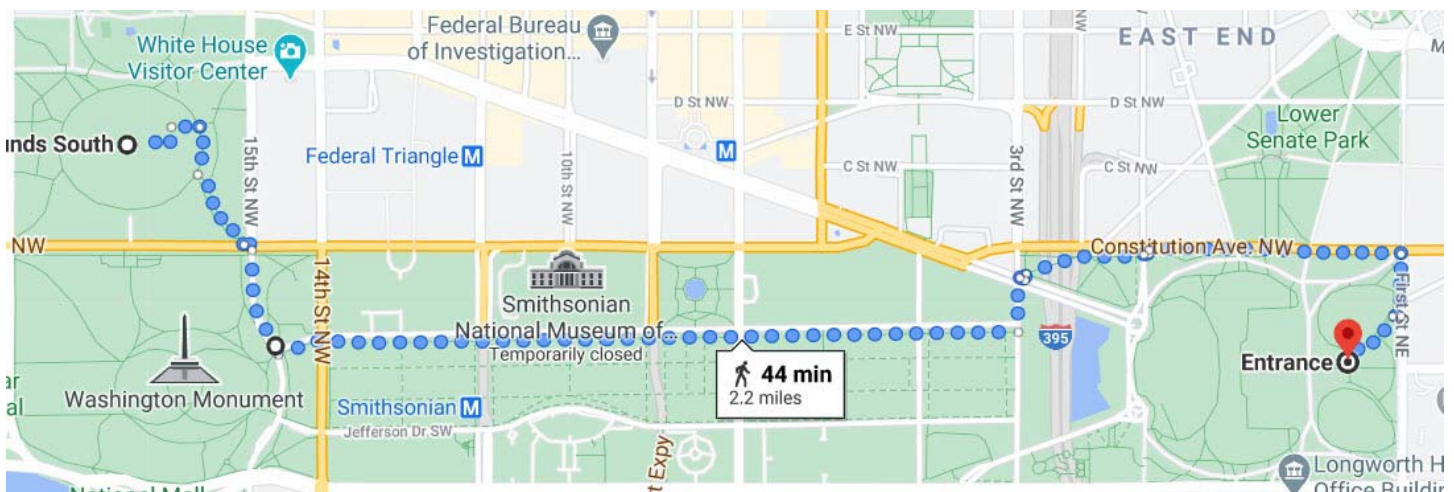 White House
Visitor Center
Federal Bureau
of Investigation...
E St NW
EAST END
D St NW
D St NW
Lower
Senate Park
unds South
15th St NW
Federal Triangle M
10th St NW
M
C St NW
3rd St NW
C St NW
NW
Constitution Ave. NW
14th St NW
Smithsonian
National Museum of...
Temporarily closed
First St NE
395
Entrance
44 min
2.2 miles
Washington Monument
Smithsonian M
Jefferson Dr SW
t Expy
Longworth H
Office Buildin
National Mall